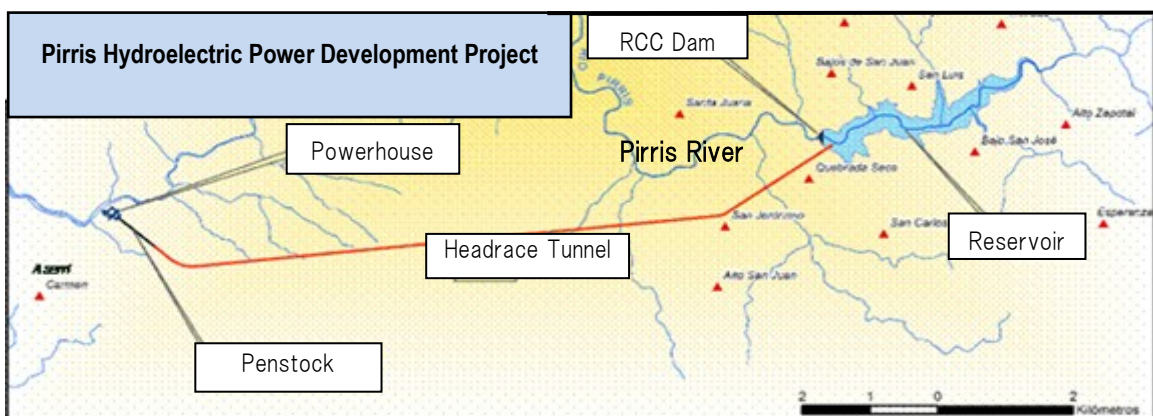 Pirris Hydroelectric Power Development Project
RCC Dam
RIO
PIRRIS
Bajos de San Juan
San Luis
Santa Juana
Alto Zapotal
Powerhouse
Pirris River
Bajo San José
Quebrada Seca
San Jerónimo
San Carlos
Esperanza
Headrace Tunnel
Reservoir
Carmen
Alto San Juan
Penstock
2 1 0 2
Kilómetros